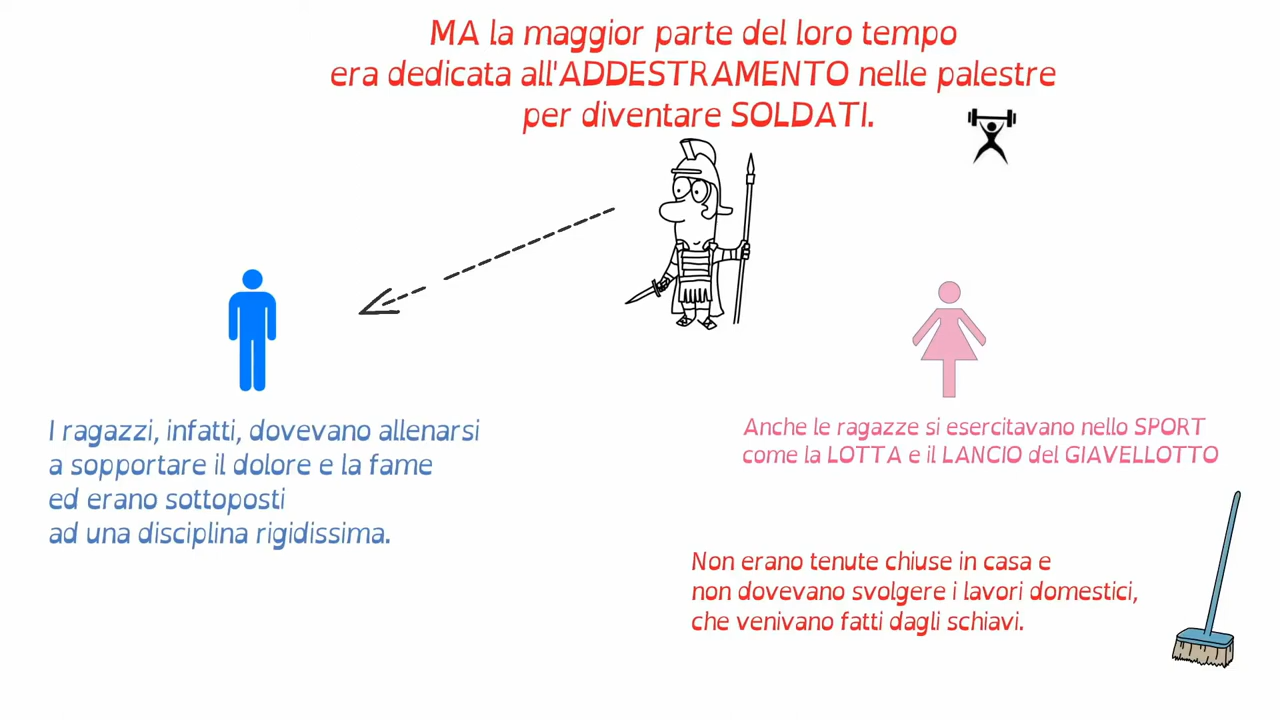 MA la maggior parte del loro tempo
era dedicata all'ADDESTRAMENTO nelle palestre
per diventare SOLDATI.
I ragazzi, infatti, dovevano allenarsi
a sopportare il dolore e la fame
ed erano sottoposti
ad una disciplina rigidissima.
Anche le ragazze si esercitavano nello SPORT
come la LOTTA e il LANCIO del GIAVELLOTTO
Non erano tenute chiuse in casa e
non dovevano svolgere i lavori domestici,
che venivano fatti dagli schiavi.